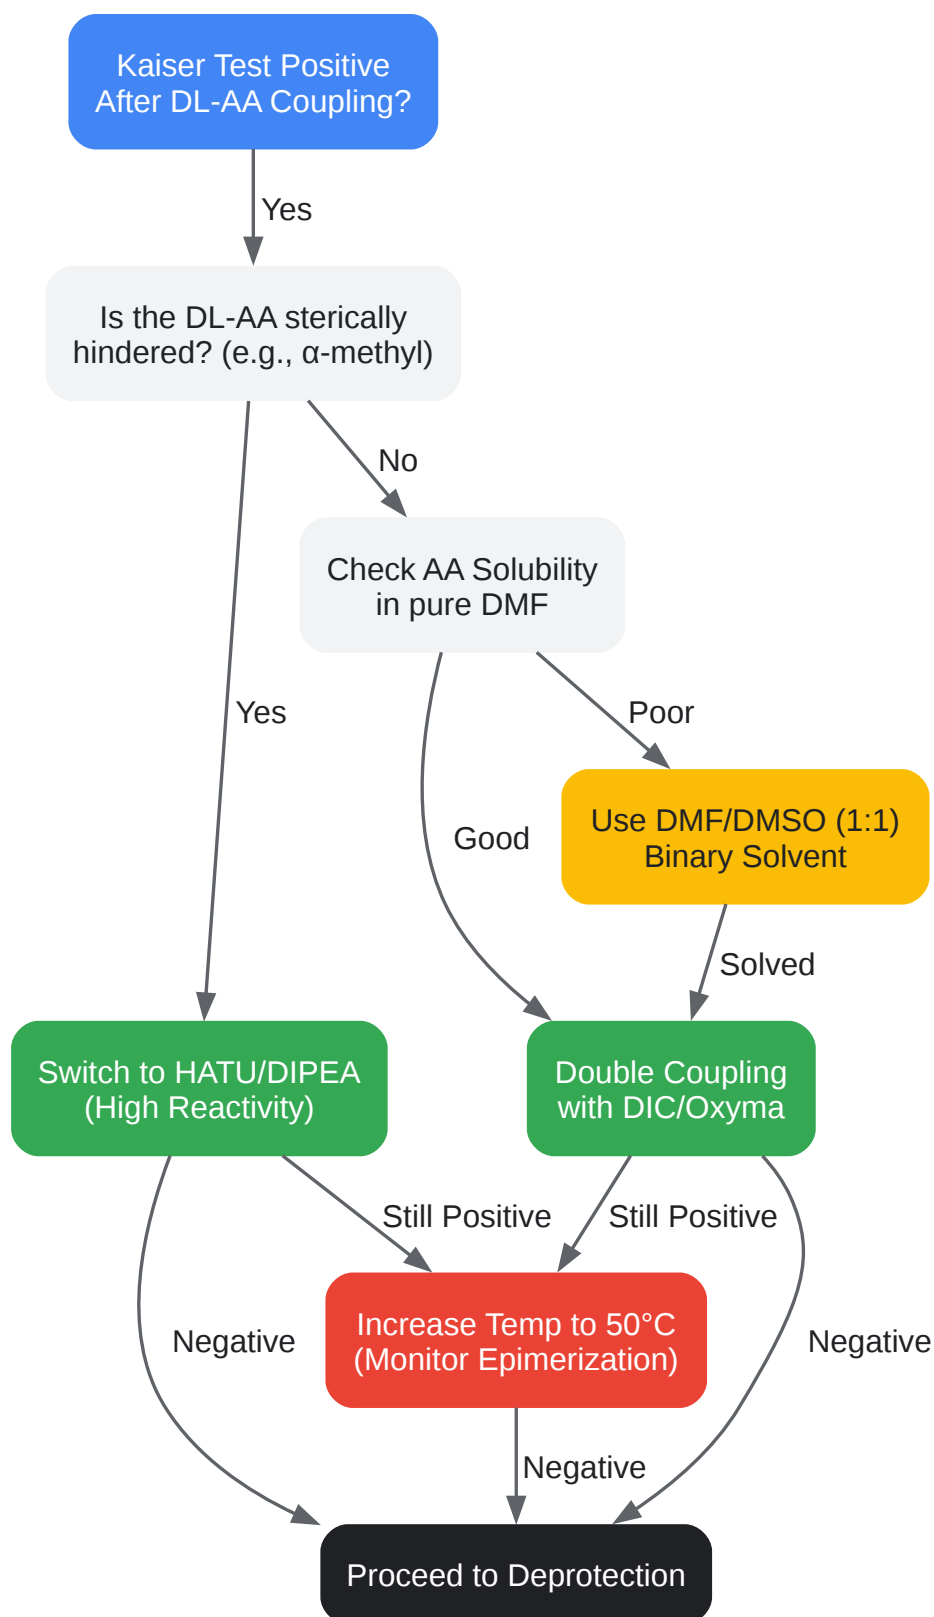 Kaiser Test Positive
After DL-AA Coupling?
Yes
Is the DL-AA sterically
hindered? (e.g., α-methyl)
No
Check AA Solubility
in pure DMF
Yes
Poor
Use DMF/DMSO (1:1)
Binary Solvent
Good
Solved
Switch to HATU/DIPEA
(High Reactivity)
Double Coupling
with DIC/Oxyma
Still Positive
Still Positive
Increase Temp to 50°C
(Monitor Epimerization)
Negative
Negative
Negative
Proceed to Deprotection